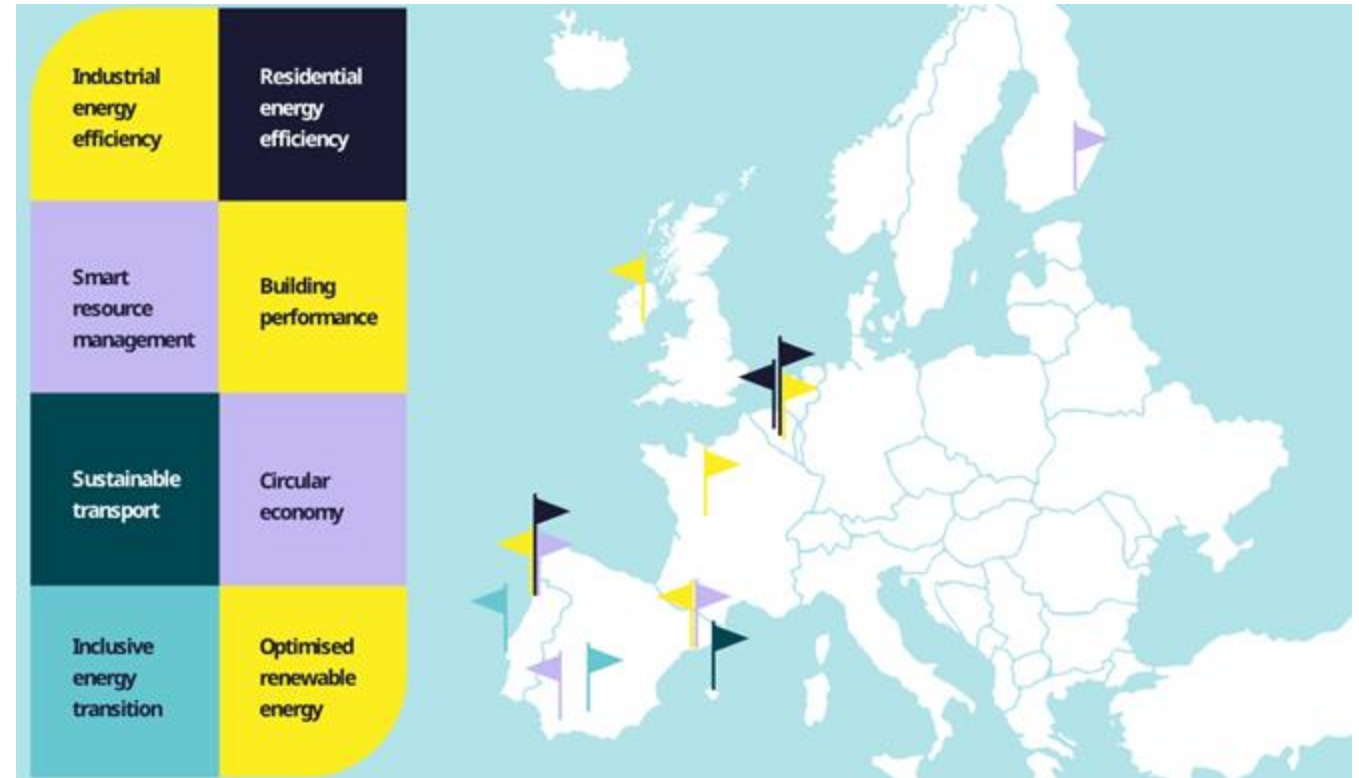 Industrial
energy
efficiency
Residential
energy
efficiency
Smart
resource
management
Building
performance
Sustainable
transport
Circular
economy
Inclusive
energy
transition
Optimised
renewable
energy